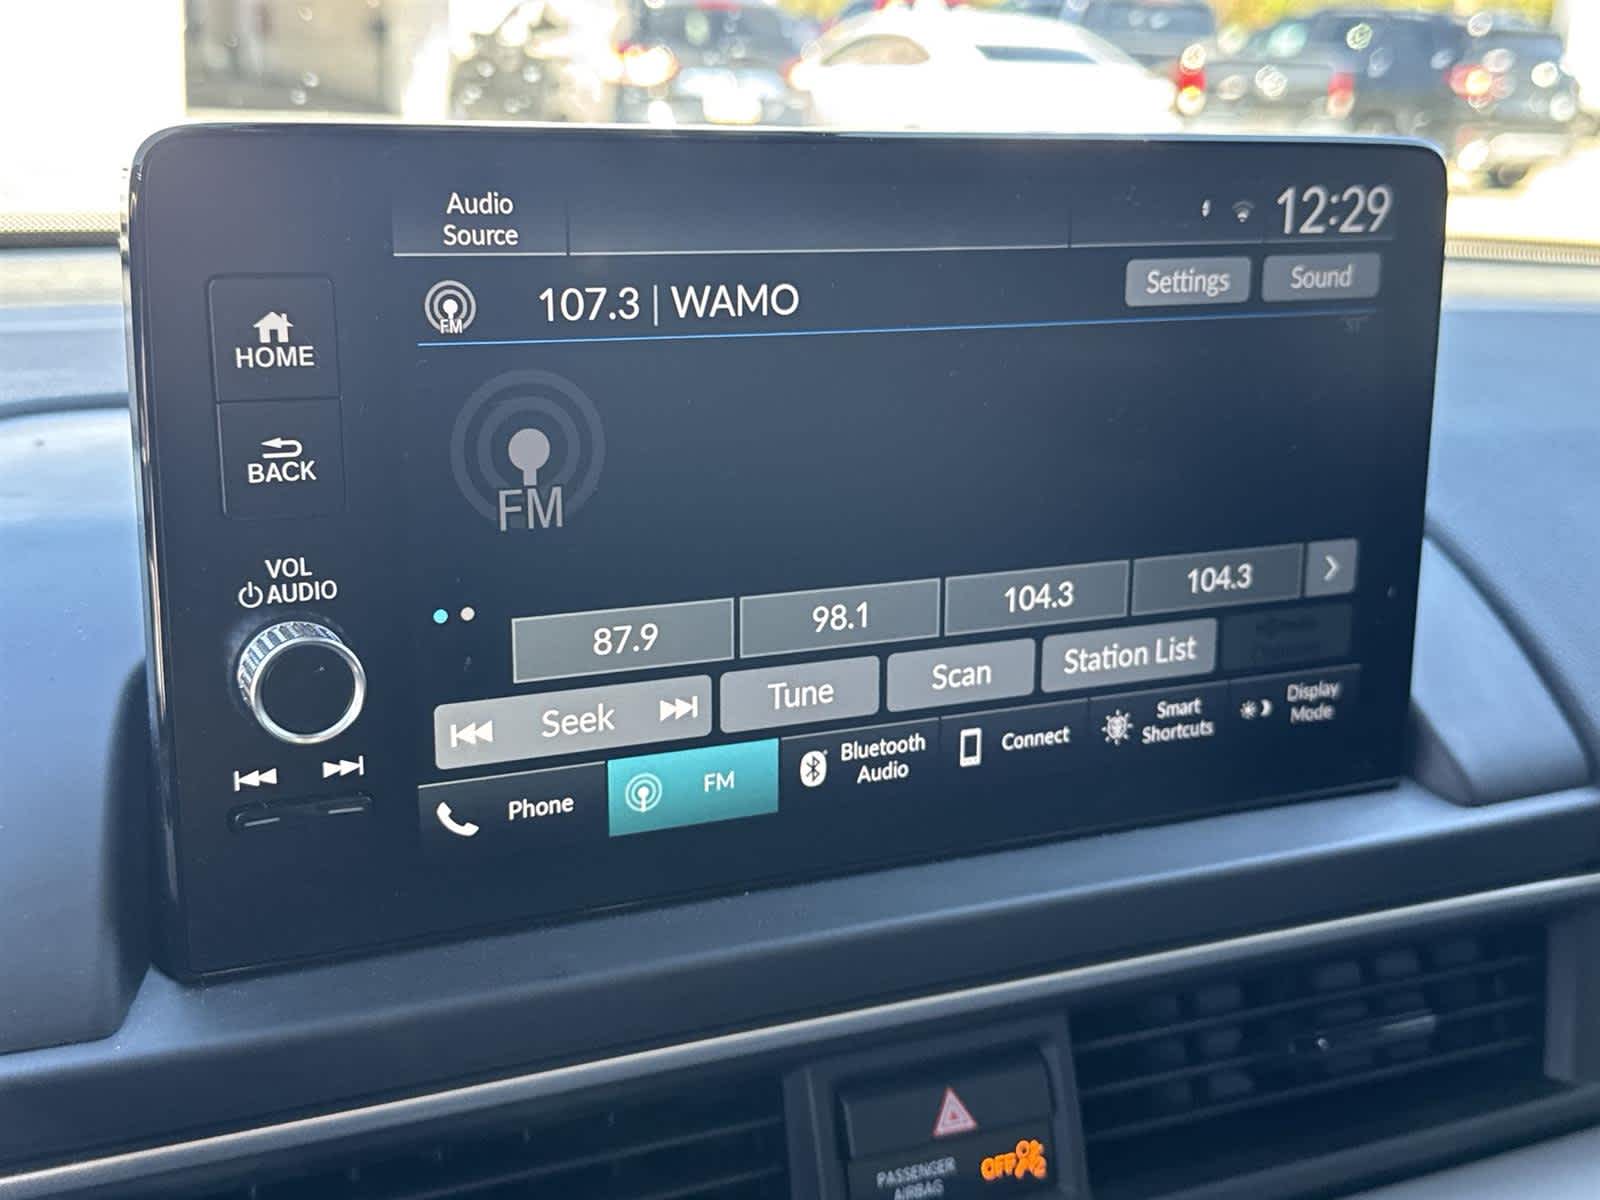 Audio
Source
12:29
FM
107.3 | WAMO
Settings
Sound
HOME
BACK
FM
VOL
AUDIO
87.9
98.1
104.3
104.3
Seek
Tune
Scan
Station List
Phone
FM
Bluetooth
Audio
Connect
Smart
Shortcuts
Display
Mode
PASSENGER
AIRBAG
OFF